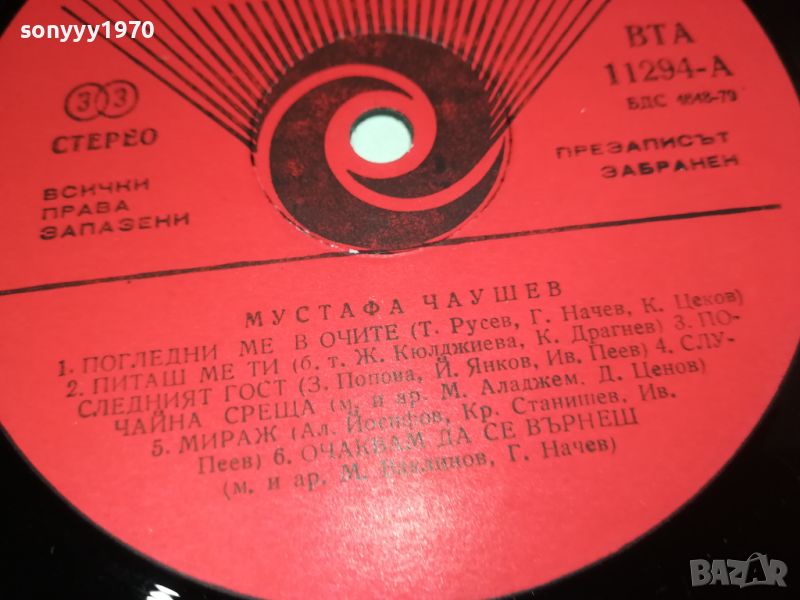 sonyyy1970
33
СТЕРЕО
ВСИЧКИ
ПРАВА
ЗАПАЗЕНИ
ВТА
11294-А
БДС 1648-79
ПРЕЗАПИСЪТ
ЗАБРАНЕН
МУСТАФА ЧАУШЕВ
1. ПОГЛЕДНИ МЕ В ОЧИТЕ (Т. Русев, Г. Начев, К. Цеков)
2. ПИТАШ МЕ ТИ (б. т. Ж. Кюлджиева, К. Драгнев) 3. ПО-
СЛЕДНИЯТ ГОСТ (З. Попова, Й. Янков, Ив. Пеев) 4. СЛУ-
ЧАЙНА СРЕЩА (м. и ар. М. Аладжем, Д. Ценов)
5. МИРАЖ (Ал. Йосифов, Кр. Станишев, Ив.
Пеев) 6. ОЧАКВАМ ДА СЕ ВЪРНЕШ
(м. и ар. М. Ваклинов, Г. Начев)
BAZAR